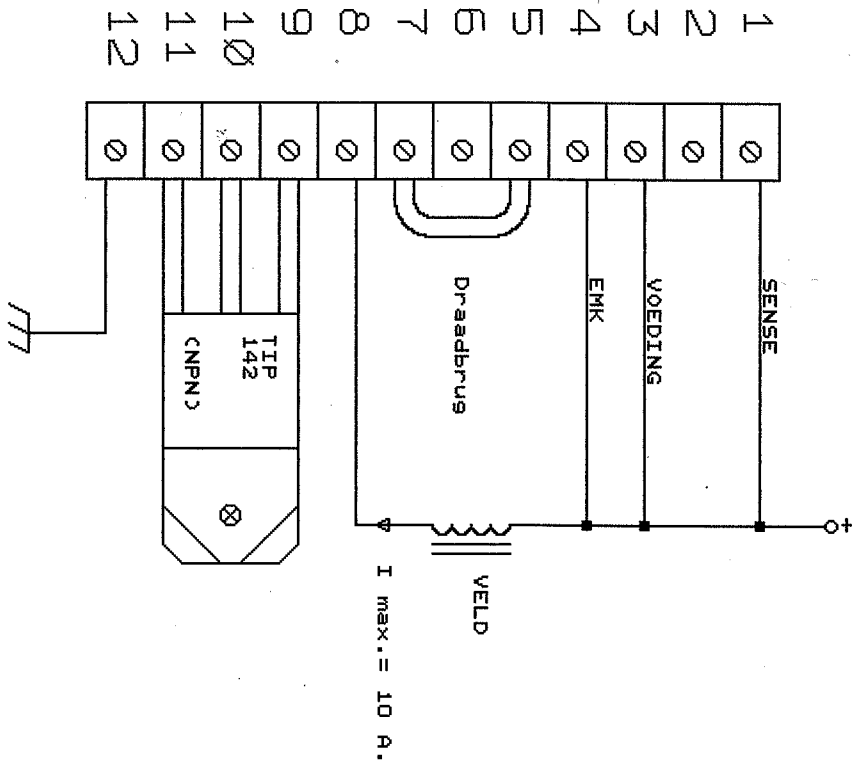 1
2
3
4
5
6
7
8
9
10
11
12
SENSE
VOEDING
EMK
Draadbrug
TIP
142
(NPN)
VELD
I max.= 10 A.
+